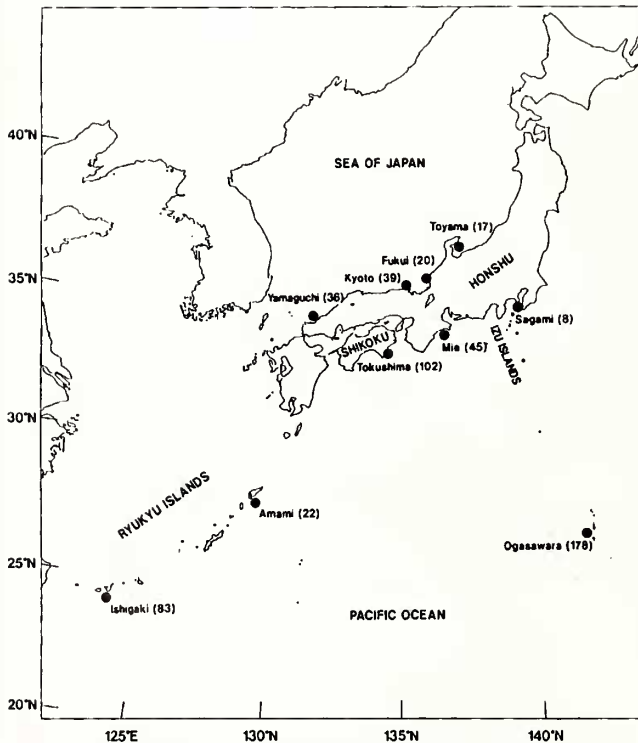 40°N
35°N
30°N
25°N
20°N
125°E
130°E
135°E
140°E
SEA OF JAPAN
Toyama (17)
Fukui (20)
Kyoto (39)
Yamaguchi (36)
HONSHU
SHIKOKU
Sagami (8)
Mie (45)
Tokushima (102)
IZU ISLANDS
RYUKYU ISLANDS
Amami (22)
Ogasawara (178)
Ishigaki (83)
PACIFIC OCEAN